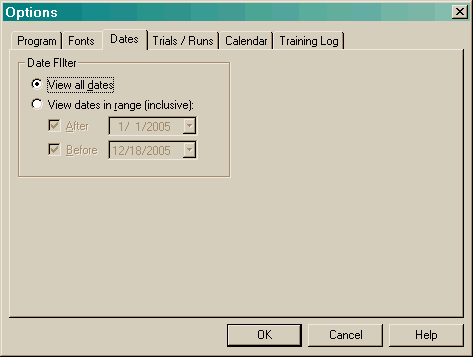 Options
Program Fonts Dates Trials / Runs Calendar Training Log
Date FIlter
View all dates
View dates in range (inclusive):
After 1/ 1/2005
Before 12/18/2005
OK Cancel Help